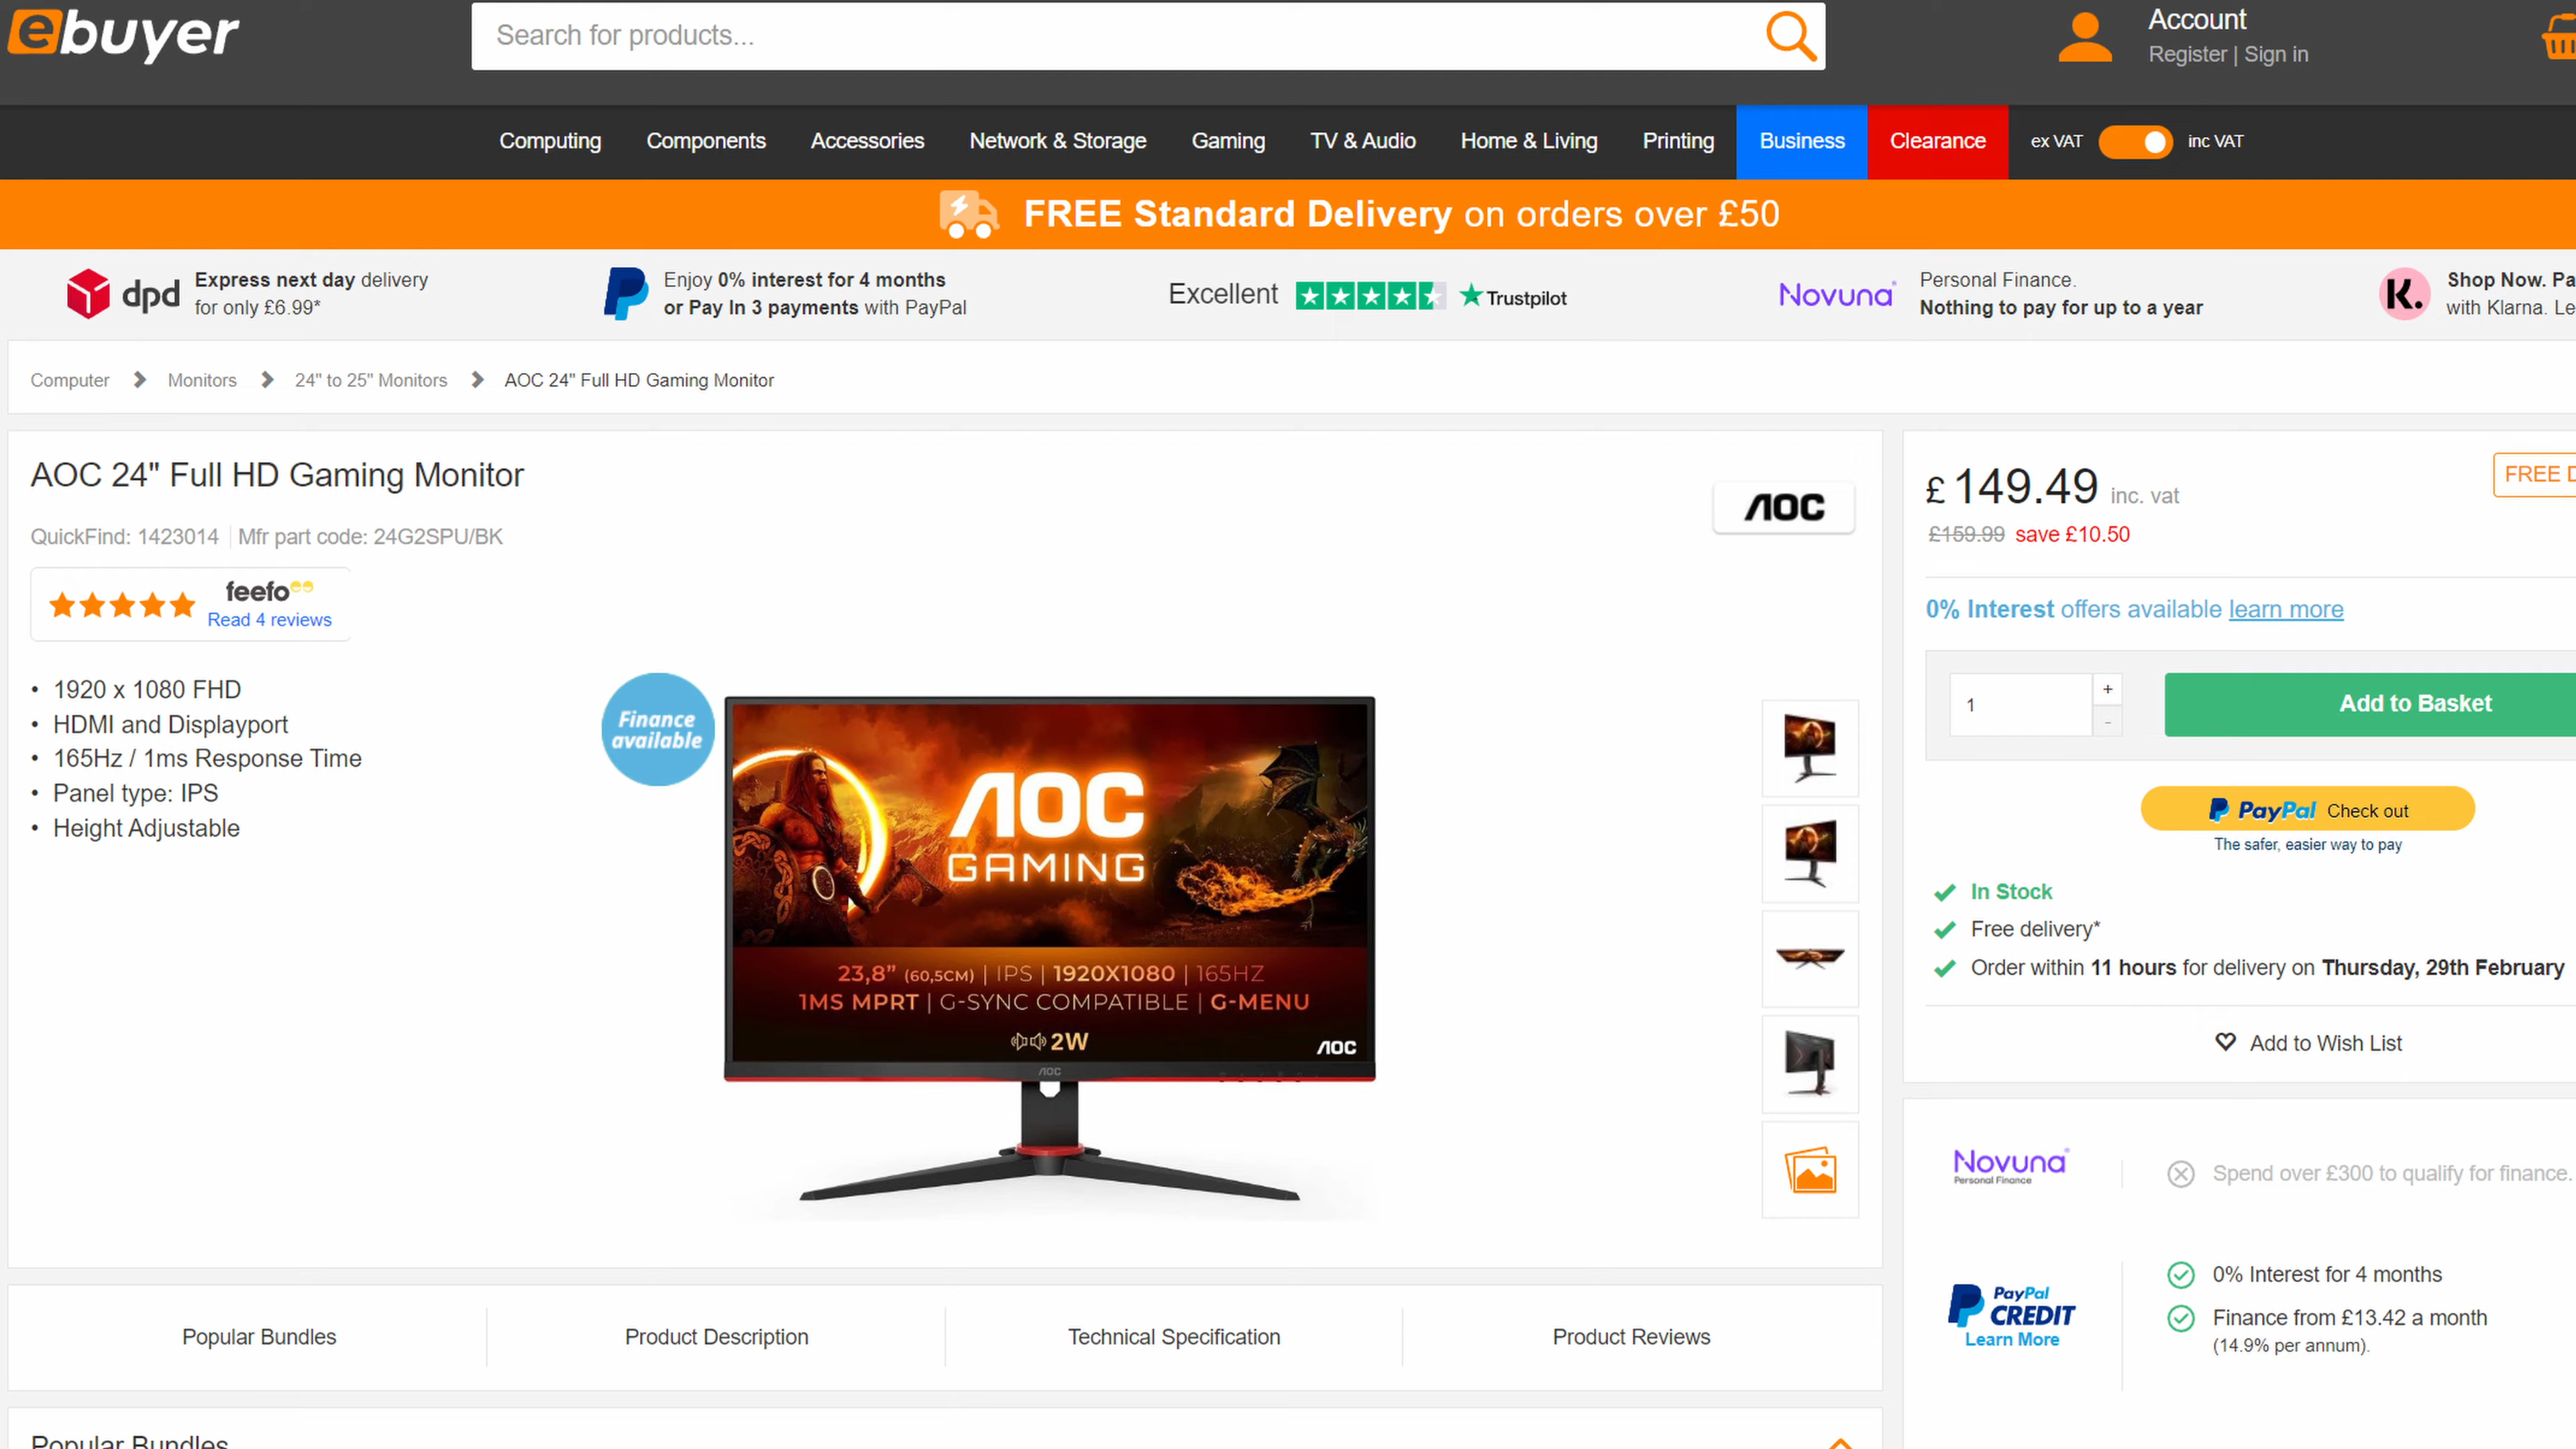 ebuyer
Search for products...
Account
Register | Sign in
Computing Components Accessories Network & Storage Gaming TV & Audio Home & Living Printing Business Clearance ex VAT inc VAT
FREE Standard Delivery on orders over £50
dpd
Express next day delivery
for only £6.99*
Enjoy 0% interest for 4 months
or Pay In 3 payments with PayPal
Excellent
Trustpilot
Novuna
Personal Finance.
Nothing to pay for up to a year
K.
Shop Now. Pa
with Klarna. Le
Computer Monitors 24" to 25" Monitors AOC 24" Full HD Gaming Monitor
AOC 24" Full HD Gaming Monitor
QuickFind: 1423014 | Mfr part code: 24G2SPU/BK
feefo
Read 4 reviews
AOC
• 1920 x 1080 FHD
• HDMI and Displayport
• 165Hz / 1ms Response Time
• Panel type: IPS
• Height Adjustable
Finance
available
AOC
GAMING
23,8" (60,5CM) | IPS | 1920X1080 | 165HZ
1MS MPRT | G-SYNC COMPATIBLE | G-MENU
2W
AOC
AOC
£149.49 inc. vat
FREE D
£159.99 save £10.50
0% Interest offers available learn more
1
+
-
Add to Basket
PayPal Check out
The safer, easier way to pay
In Stock
Free delivery*
Order within 11 hours for delivery on Thursday, 29th February
Add to Wish List
Novuna
Personal Finance
Spend over £300 to qualify for finance.
PayPal
CREDIT
Learn More
0% Interest for 4 months
Finance from £13.42 a month
(14.9% per annum).
Popular Bundles Product Description Technical Specification Product Reviews
Popular Bundles